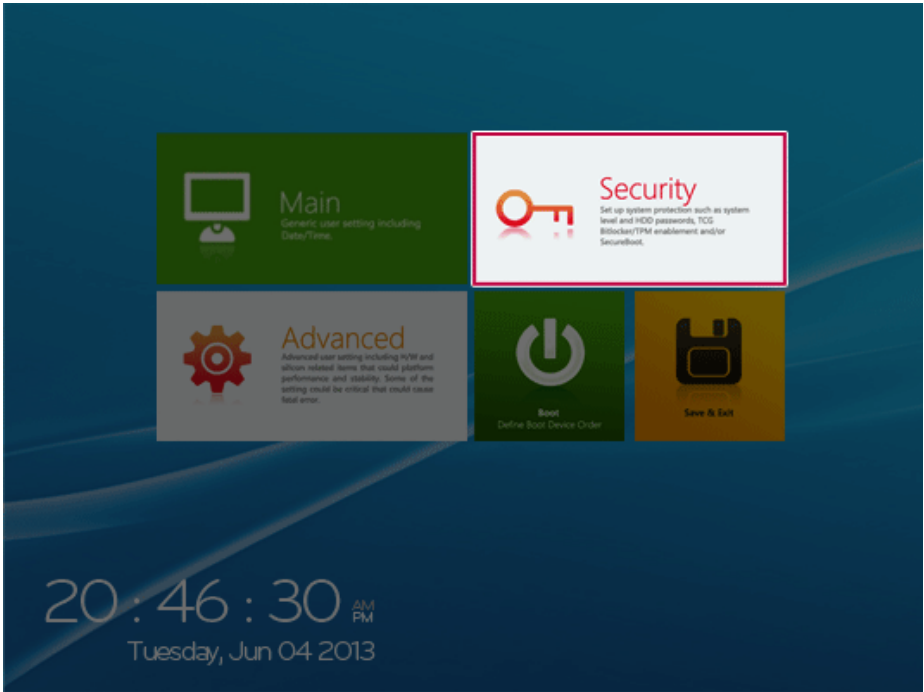 Main
Generic user setting including
Date/Time.
Security
Set up system protection such as system
level and HDD passwords, TCG
Bitlocker/TPM enablement and/or
SecureBoot.
Advanced
Advanced user setting including H/W and
silicon related items that could platform
performance and stability. Some of the
setting could be critical that could cause
fatal error.
Boot
Define Boot Device Order
Save & Exit
20 : 46 : 30 AM
PM
Tuesday, Jun 04 2013